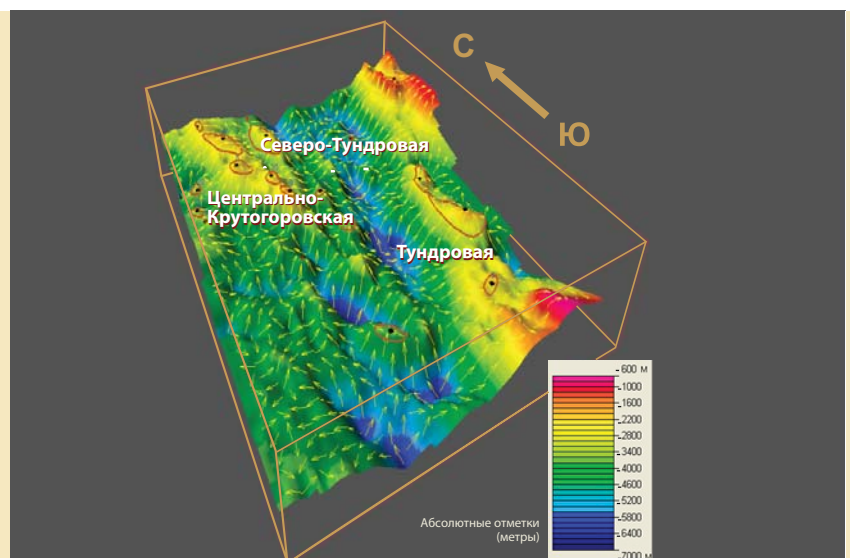 С
Ю
Северо-Тундровая
Центрально-
Крутогоровская
Тундровая
- 600 м
-1000
-1600
-2200
-2800
-3400
-4000
-4600
-5200
-5800
-6400
-7000 м
Абсолютные отметки
(метры)